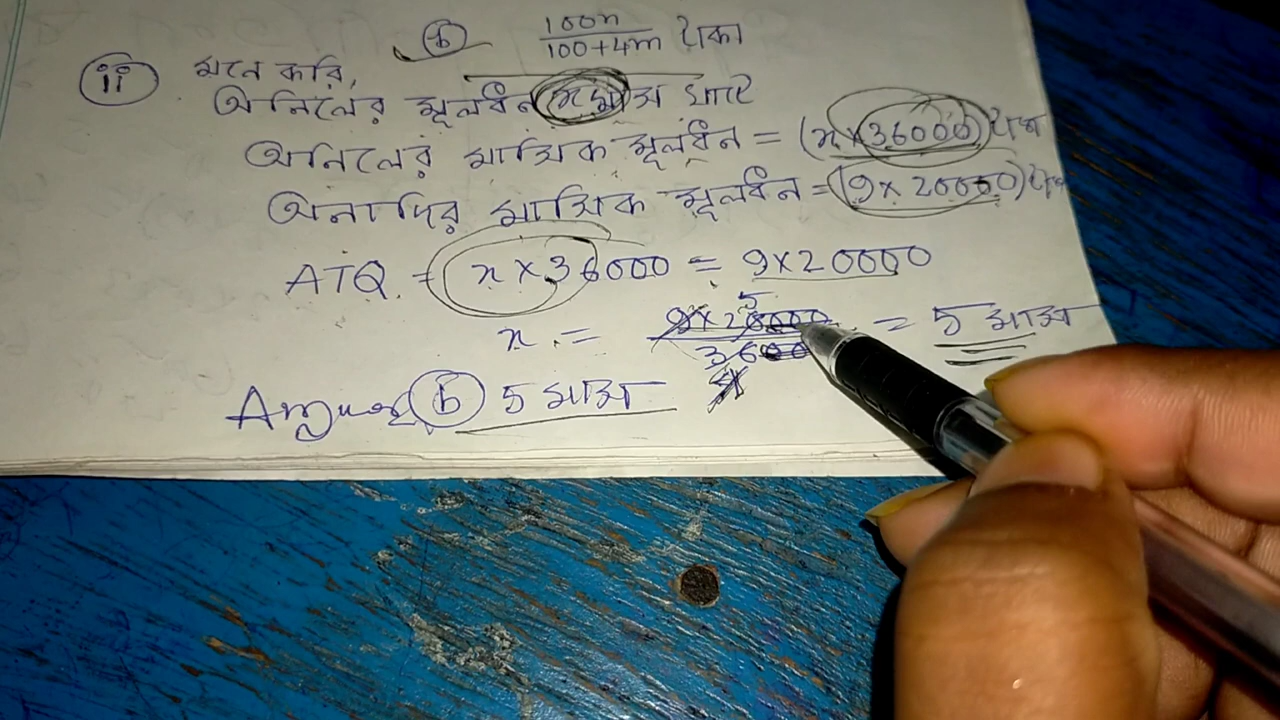 b 100n/100+4m টাকা
ii মনে করি,
অনিলের মূলধন n মাস খাটে
অনিলের মাসিক মূলধন = (n × 36000) টাকা
অনাদির মাসিক মূলধন = (9 × 20000) টাকা
ATQ = n × 36000 = 9 × 20000
5
n = 9 × 20000 = 5 মাস
36000
b 5 মাস